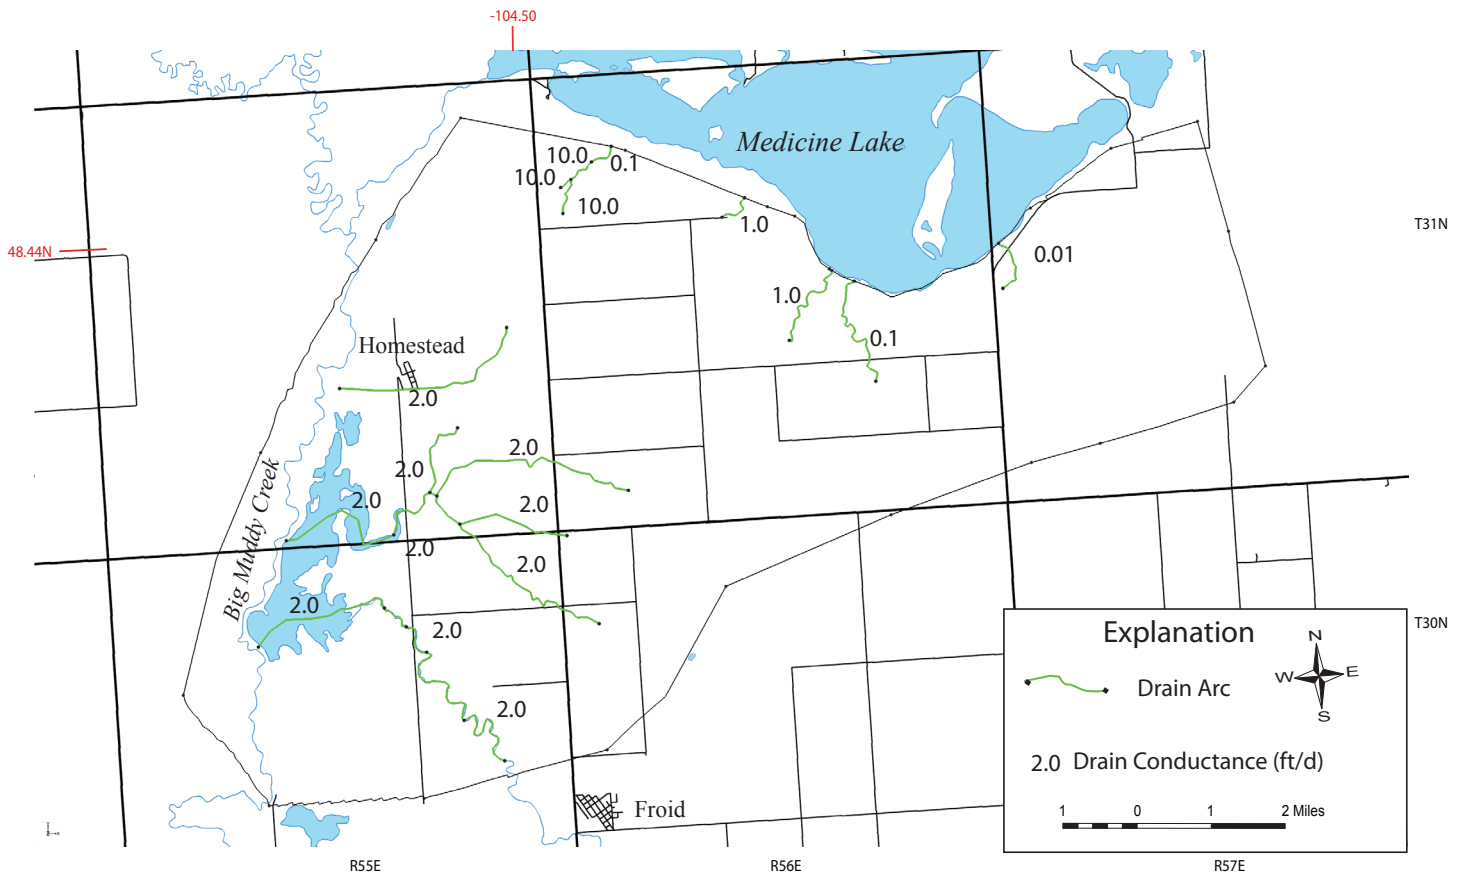 -104.50
Medicine Lake
10.0
0.1
10.0
10.0
1.0
T31N
48.44N
0.01
1.0
0.1
Homestead
2.0
2.0
2.0
2.0
2.0
2.0
2.0
Big Muddy Creek
2.0
2.0
2.0
T30N
Explanation
N
W
E
S
Drain Arc
2.0 Drain Conductance (ft/d)
1 0 1 2 Miles
Froid
R55E
R56E
R57E